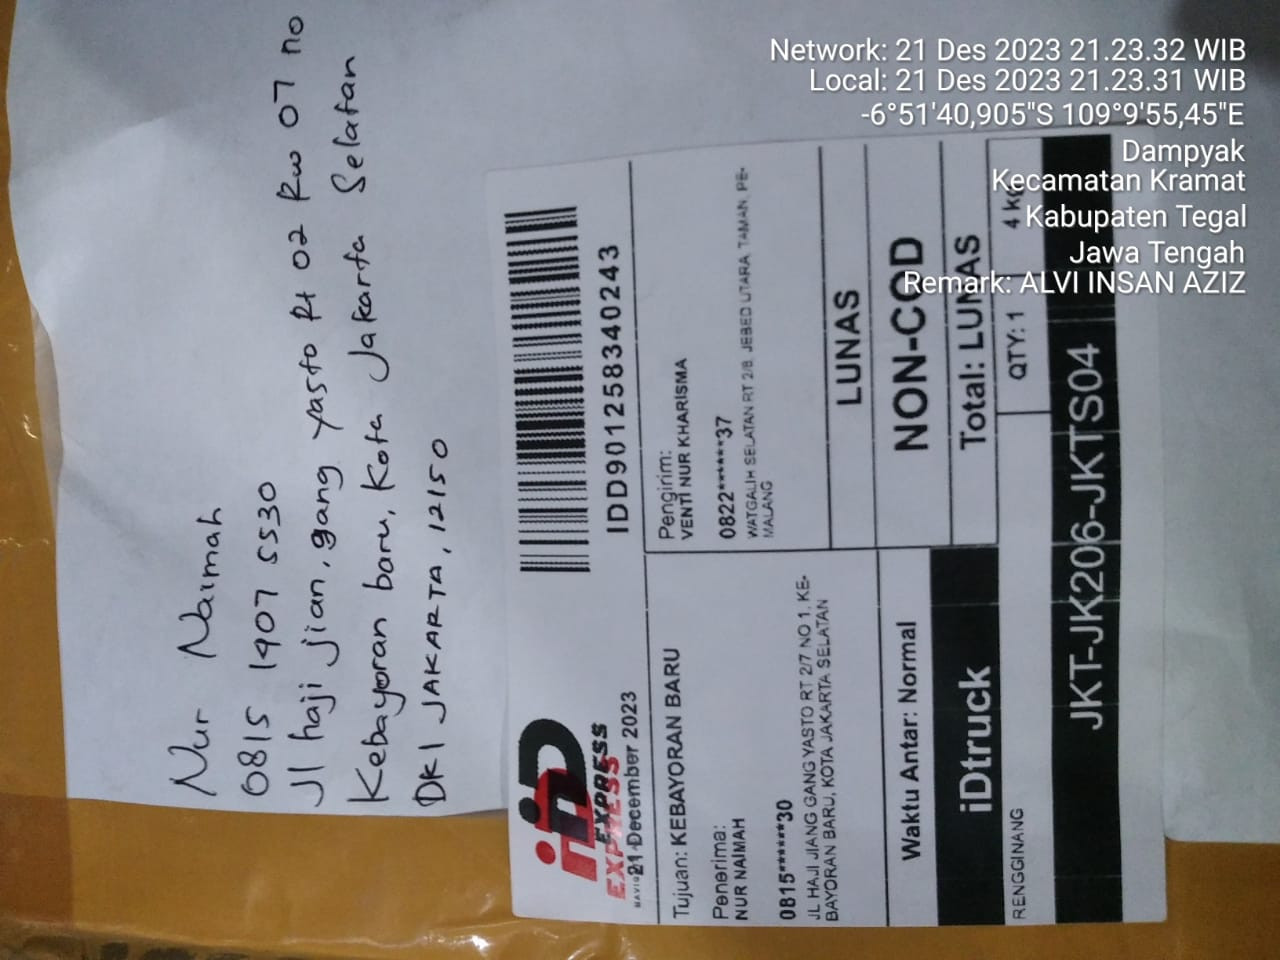 Network: 21 Des 2023 21.23.32 WIB
Local: 21 Des 2023 21.23.31 WIB
-6°51'40,905"S 109°9'55,45"E
Dampyak
Kecamatan Kramat
Kabupaten Tegal
Jawa Tengah
Remark: ALVI INSAN AZIZ
Nur Naimah
0815 1907 5530
Jl haji jian, gang yasto Rt 02 Rw 07 no
Kebayoran baru, Kota Jakarta Selatan
DKI JAKARTA, 12150
iD
EXPRESS
EXPRESS
21 December 2023
IDD901258340243
Tujuan: KEBAYORAN BARU
Penerima:
NUR NAIMAH
0815******30
JL HAJI JIANG GANG YASTO RT 2/7 NO 1, KE-
BAYORAN BARU, KOTA JAKARTA SELATAN
Pengirim:
VENTI NUR KHARISMA
0822******37
WATGALIH SELATAN RT 2/8 JEBED UTARA TAMAN, PE-
MALANG
LUNAS
Waktu Antar: Normal
NON-COD
iDtruck
Total: LUNAS
RENGGINANG
QTY: 1
4 kg
JKT-JK206-JKTS04